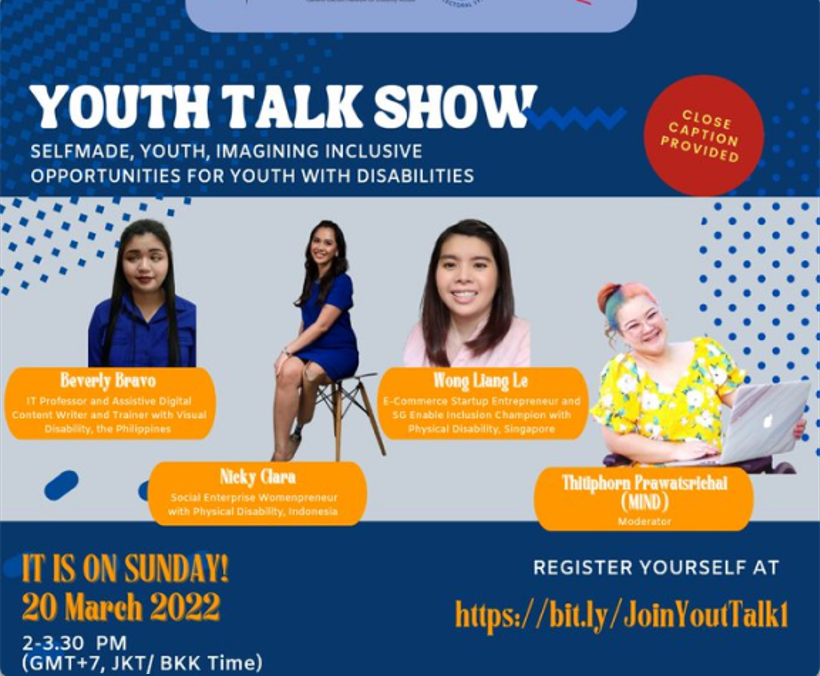 YOUTH TALK SHOW
SELFMADE, YOUTH, IMAGINING INCLUSIVE
OPPORTUNITIES FOR YOUTH WITH DISABILITIES
CLOSE
CAPTION
PROVIDED
Beverly Bravo
IT Professor and Assistive Digital
Content Writer and Trainer with Visual
Disability, the Philippines
Nicky Clara
Social Enterprise Womenpreneur
with Physical Disability, Indonesia
Wong Liang Le
E-Commerce Startup Entrepreneur and
SG Enable Inclusion Champion with
Physical Disability, Singapore
Thitiphorn Prawatsrichai
(MIND)
Moderator
IT IS ON SUNDAY!
20 March 2022
2-3.30 PM
(GMT+7, JKT/ BKK Time)
REGISTER YOURSELF AT
https://bit.ly/JoinYoutTalk1